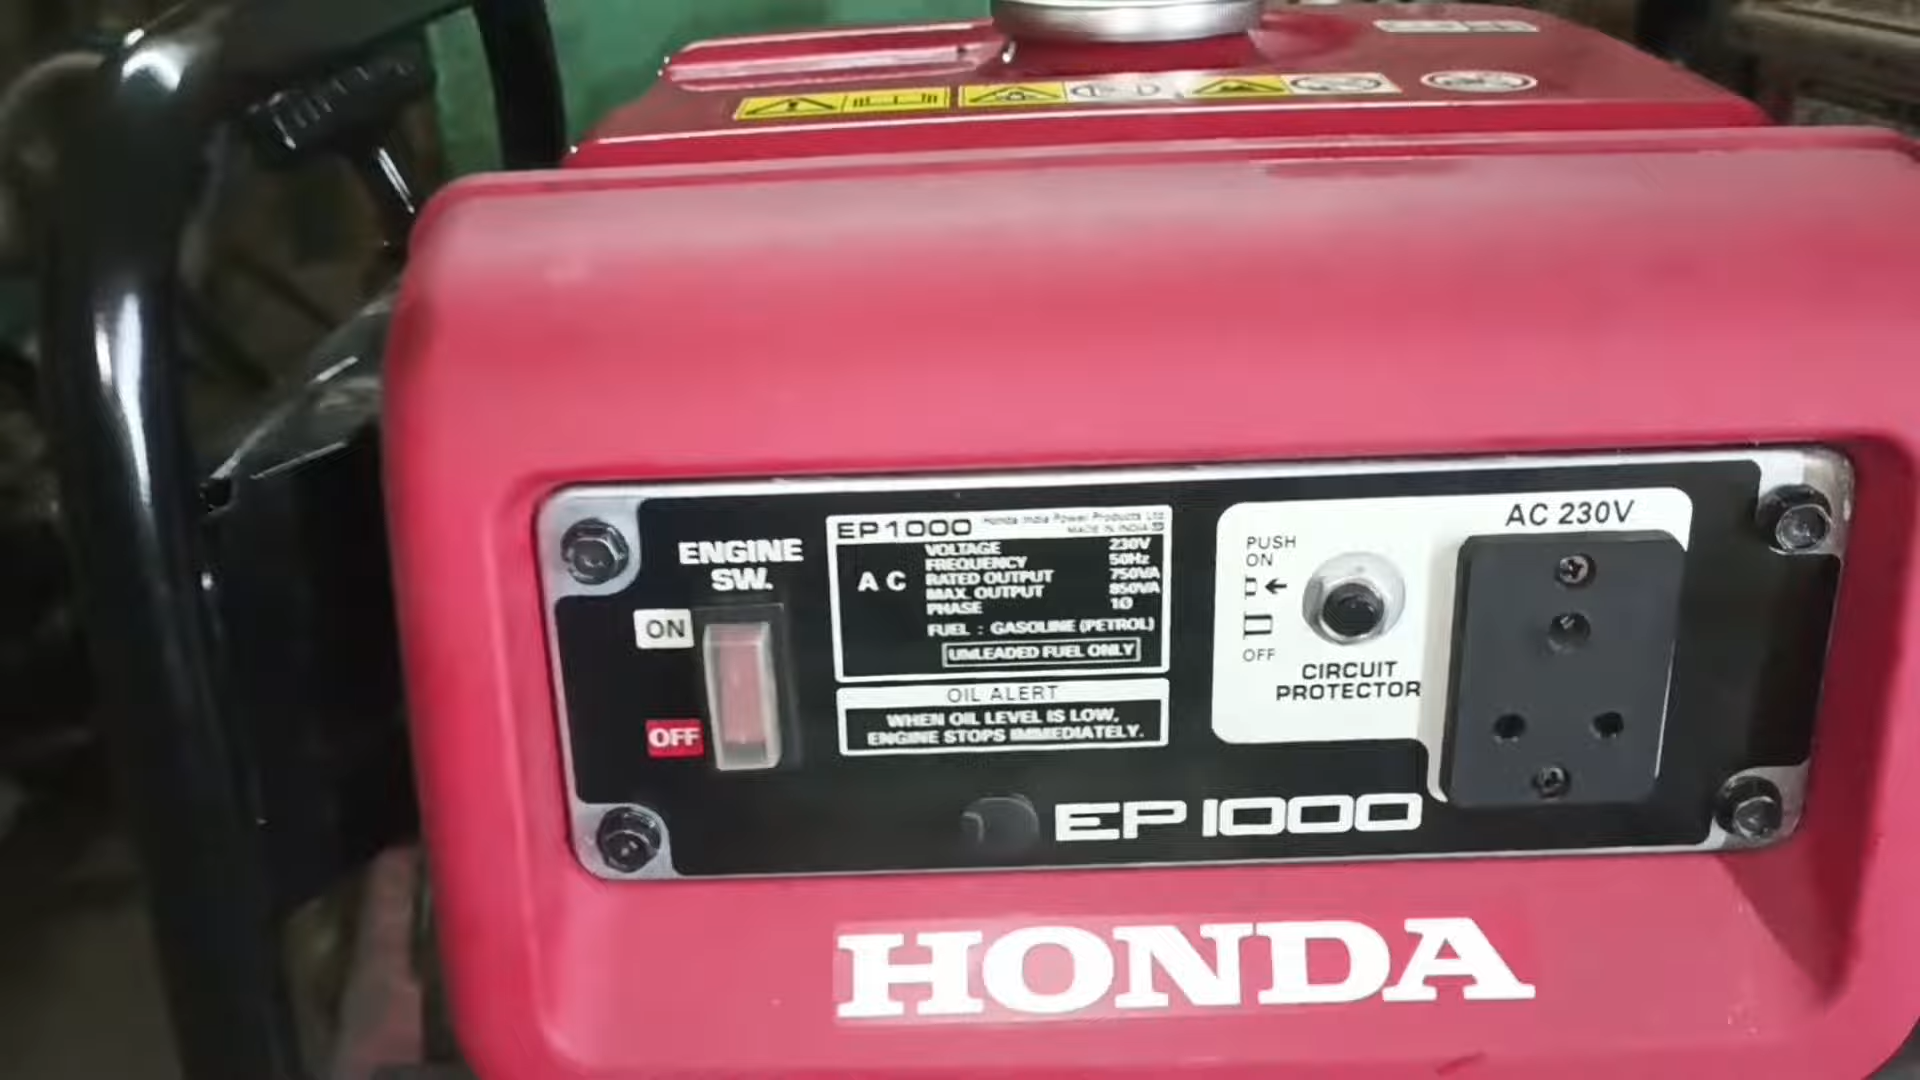 ENGINE
SW.
ON
OFF
EP1000 Honda India Power Products Ltd
MADE IN INDIA
AC
VOLTAGE 230V
FREQUENCY 50Hz
RATED OUTPUT 750VA
MAX. OUTPUT 850VA
PHASE 1Ø
FUEL : GASOLINE (PETROL)
UNLEADED FUEL ONLY
OIL ALERT
WHEN OIL LEVEL IS LOW,
ENGINE STOPS IMMEDIATELY.
AC 230V
PUSH
ON
OFF
CIRCUIT
PROTECTOR
EP1000
HONDA